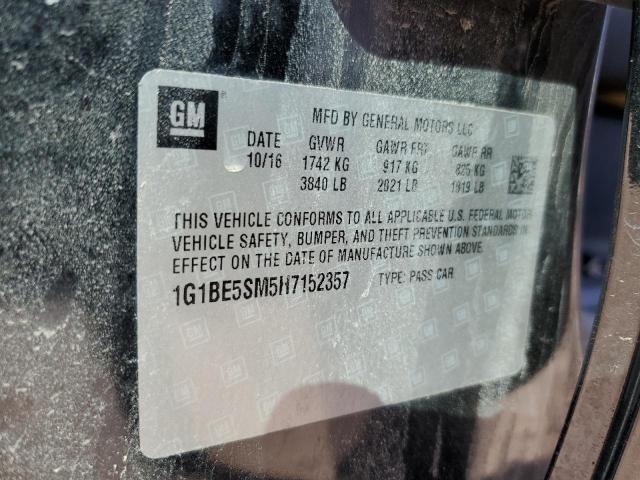 GM
MFD BY GENERAL MOTORS LLC
DATE GVWR GAWR FRT GAWR RR
10/16 1742 KG 917 KG 825 KG
3840 LB 2021 LB 1819 LB
THIS VEHICLE CONFORMS TO ALL APPLICABLE U.S. FEDERAL MOTOR
VEHICLE SAFETY, BUMPER, AND THEFT PREVENTION STANDARDS IN
EFFECT ON THE DATE OF MANUFACTURE SHOWN ABOVE.
1G1BE5SM5H7152357 TYPE: PASS CAR